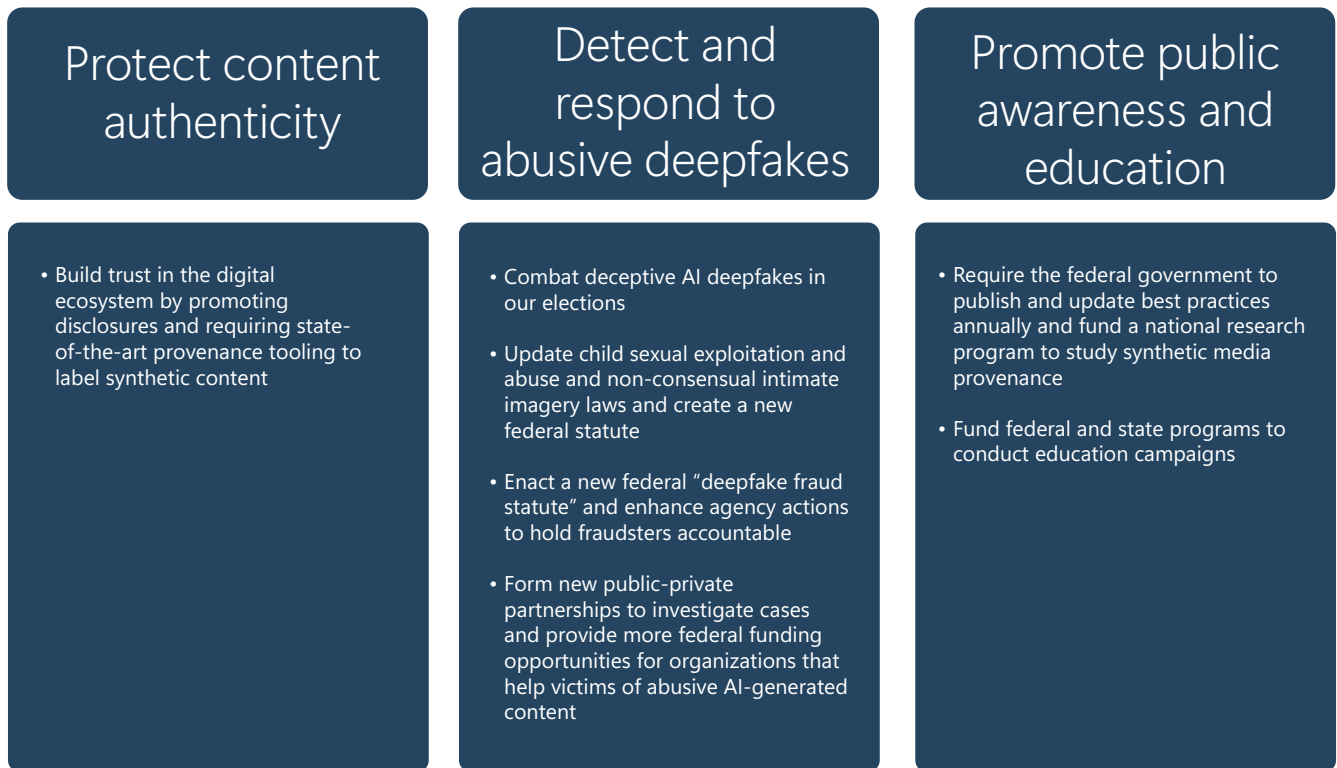 Protect content
authenticity
Detect and
respond to
abusive deepfakes
Promote public
awareness and
education
• Build trust in the digital
ecosystem by promoting
disclosures and requiring state-
of-the-art provenance tooling to
label synthetic content
• Combat deceptive AI deepfakes in
our elections
• Update child sexual exploitation and
abuse and non-consensual intimate
imagery laws and create a new
federal statute
• Enact a new federal “deepfake fraud
statute” and enhance agency actions
to hold fraudsters accountable
• Form new public-private
partnerships to investigate cases
and provide more federal funding
opportunities for organizations that
help victims of abusive AI-generated
content
• Require the federal government to
publish and update best practices
annually and fund a national research
program to study synthetic media
provenance
• Fund federal and state programs to
conduct education campaigns